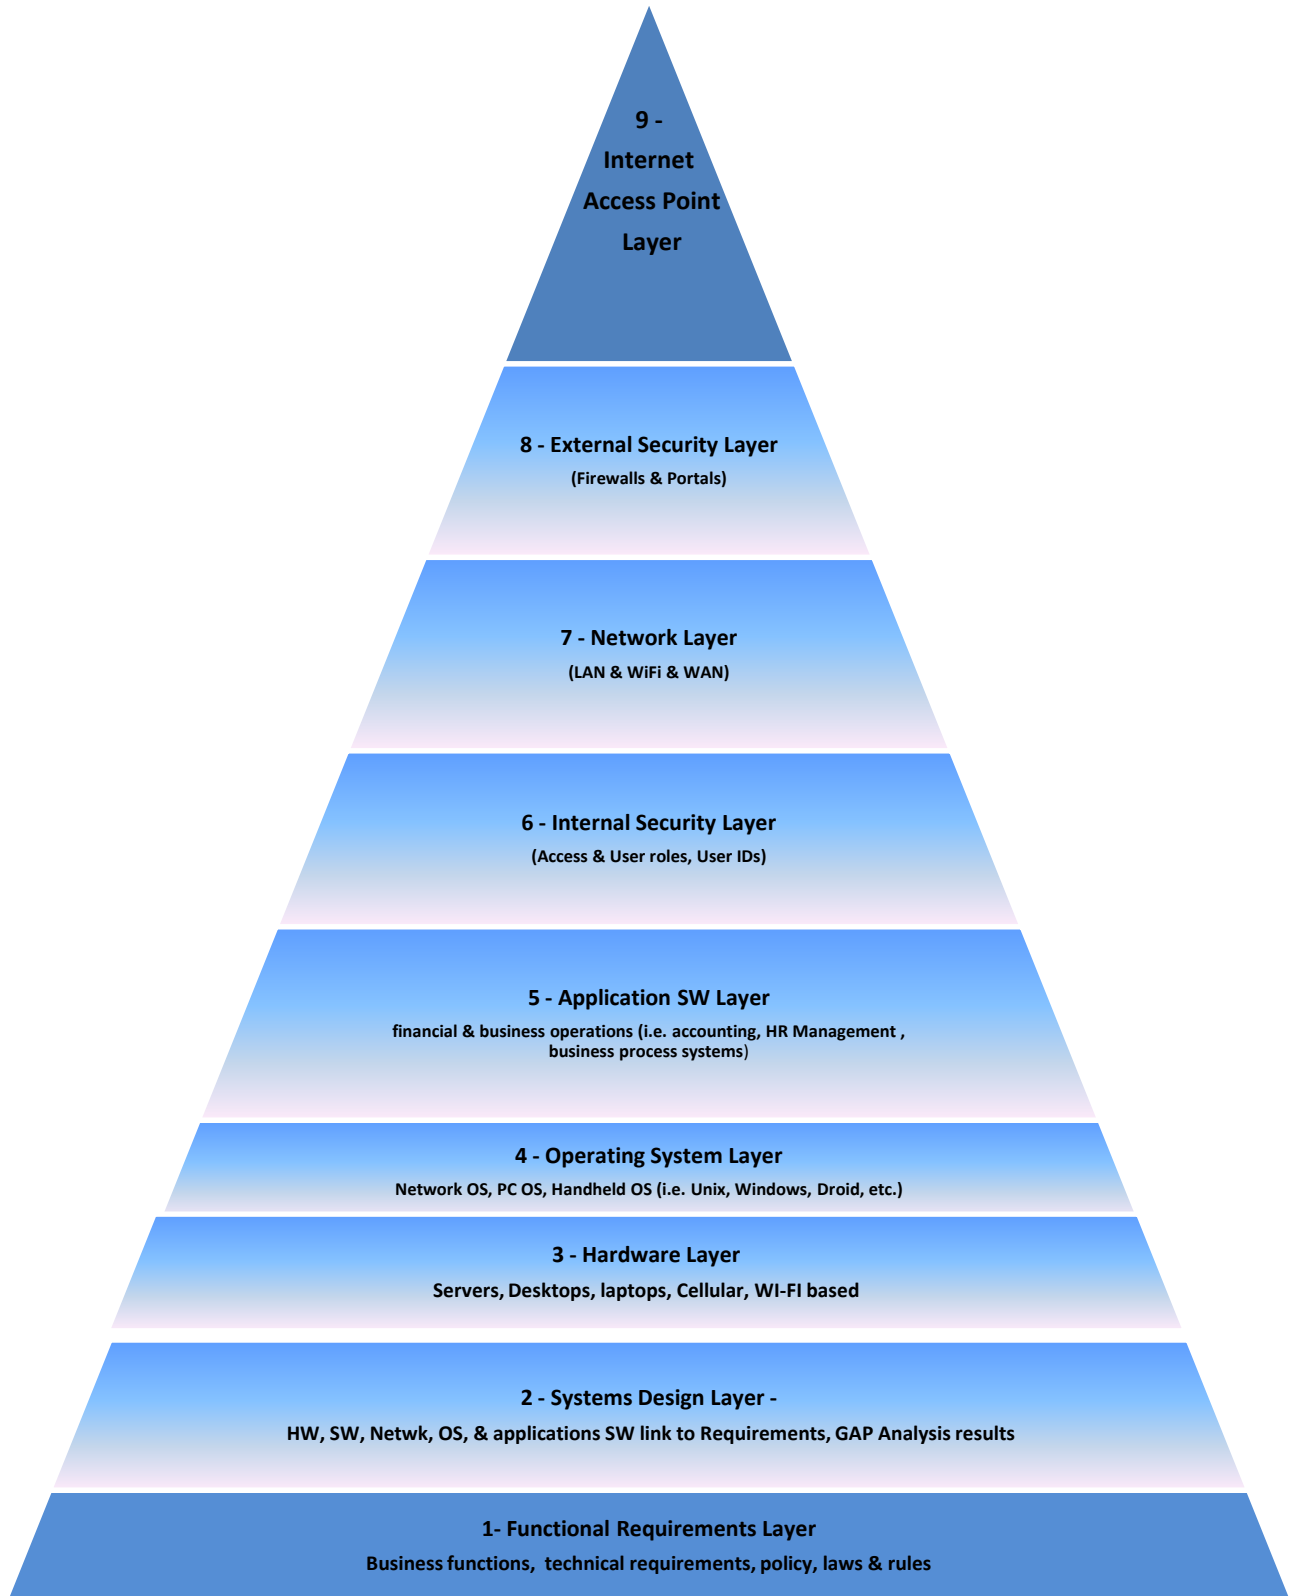 9 -
Internet
Access Point
Layer
8 - External Security Layer
(Firewalls & Portals)
7 - Network Layer
(LAN & WiFi & WAN)
6 - Internal Security Layer
(Access & User roles, User IDs)
5 - Application SW Layer
financial & business operations (i.e. accounting, HR Management ,
business process systems)
4 - Operating System Layer
Network OS, PC OS, Handheld OS (i.e. Unix, Windows, Droid, etc.)
3 - Hardware Layer
Servers, Desktops, laptops, Cellular, WI-FI based
2 - Systems Design Layer -
HW, SW, Netwk, OS, & applications SW link to Requirements, GAP Analysis results
1- Functional Requirements Layer
Business functions, technical requirements, policy, laws & rules